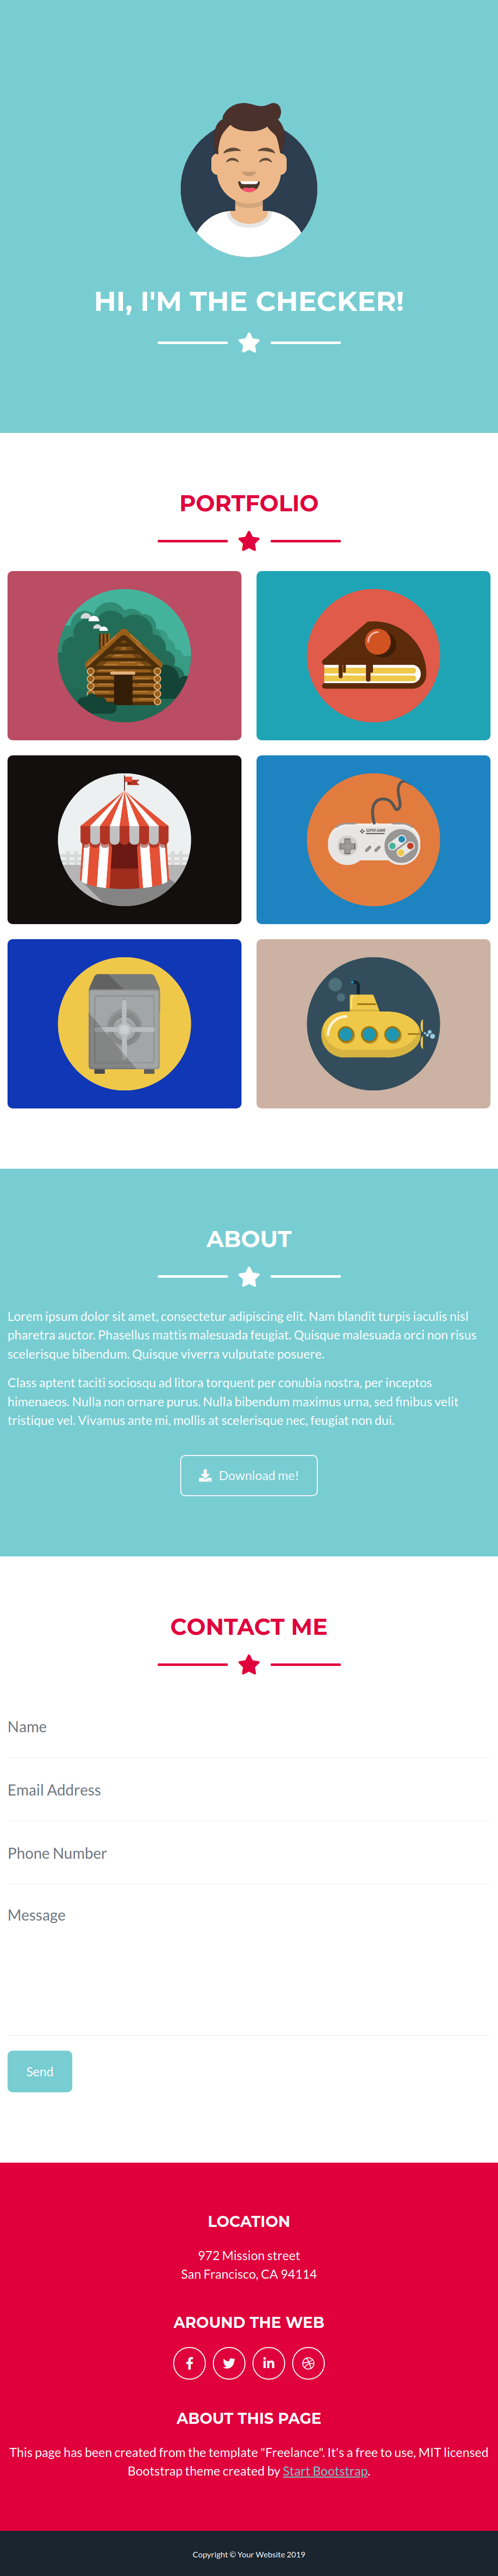 HI, I'M THE CHECKER!
PORTFOLIO
SUPER GAME
ABOUT
Lorem ipsum dolor sit amet, consectetur adipiscing elit. Nam blandit turpis iaculis nisl
pharetra auctor. Phasellus mattis malesuada feugiat. Quisque malesuada orci non risus
scelerisque bibendum. Quisque viverra vulputate posuere.
Class aptent taciti sociosqu ad litora torquent per conubia nostra, per inceptos
himenaeos. Nulla non ornare purus. Nulla bibendum maximus urna, sed finibus velit
tristique vel. Vivamus ante mi, mollis at scelerisque nec, feugiat non dui.
Download me!
CONTACT ME
Name
Email Address
Phone Number
Message
Send
LOCATION
972 Mission street
San Francisco, CA 94114
AROUND THE WEB
ABOUT THIS PAGE
This page has been created from the template "Freelance". It's a free to use, MIT licensed
Bootstrap theme created by Start Bootstrap.
Copyright © Your Website 2019